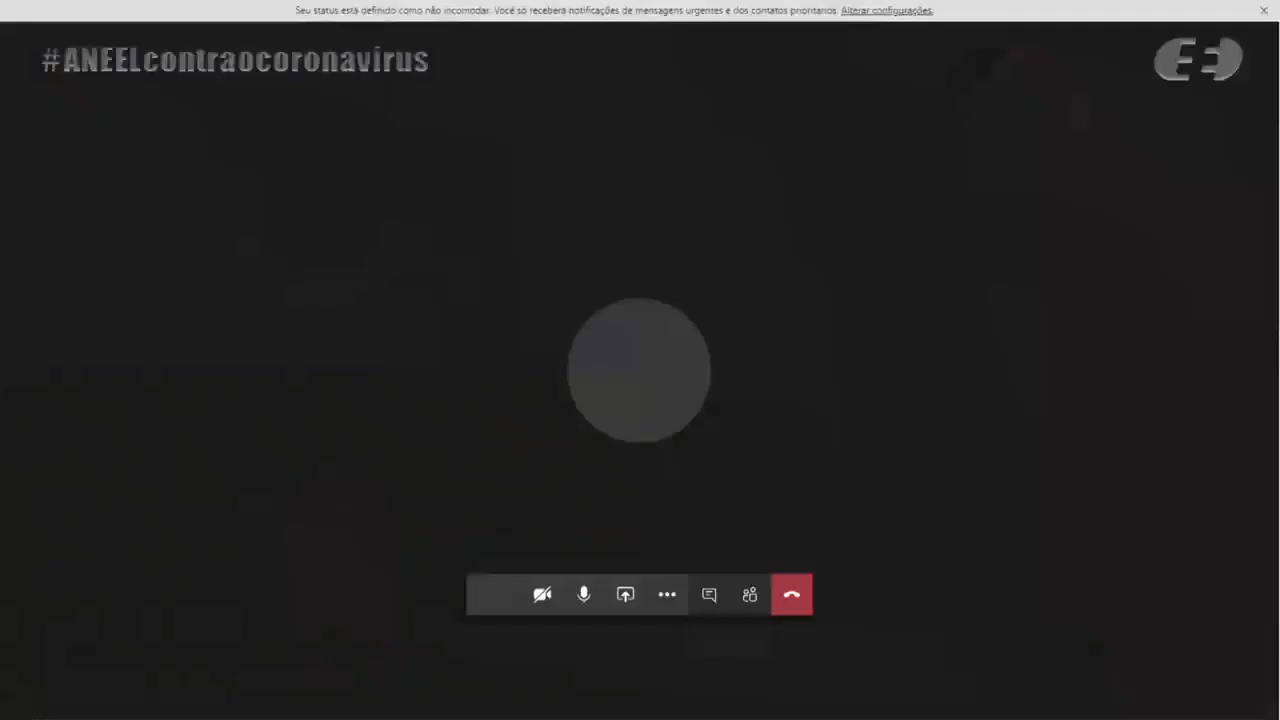 Seu status está definido como não incomodar. Você só receberá notificações de mensagens urgentes e dos contatos prioritários. Alterar configurações.
#ANEELcontraocoronavirus